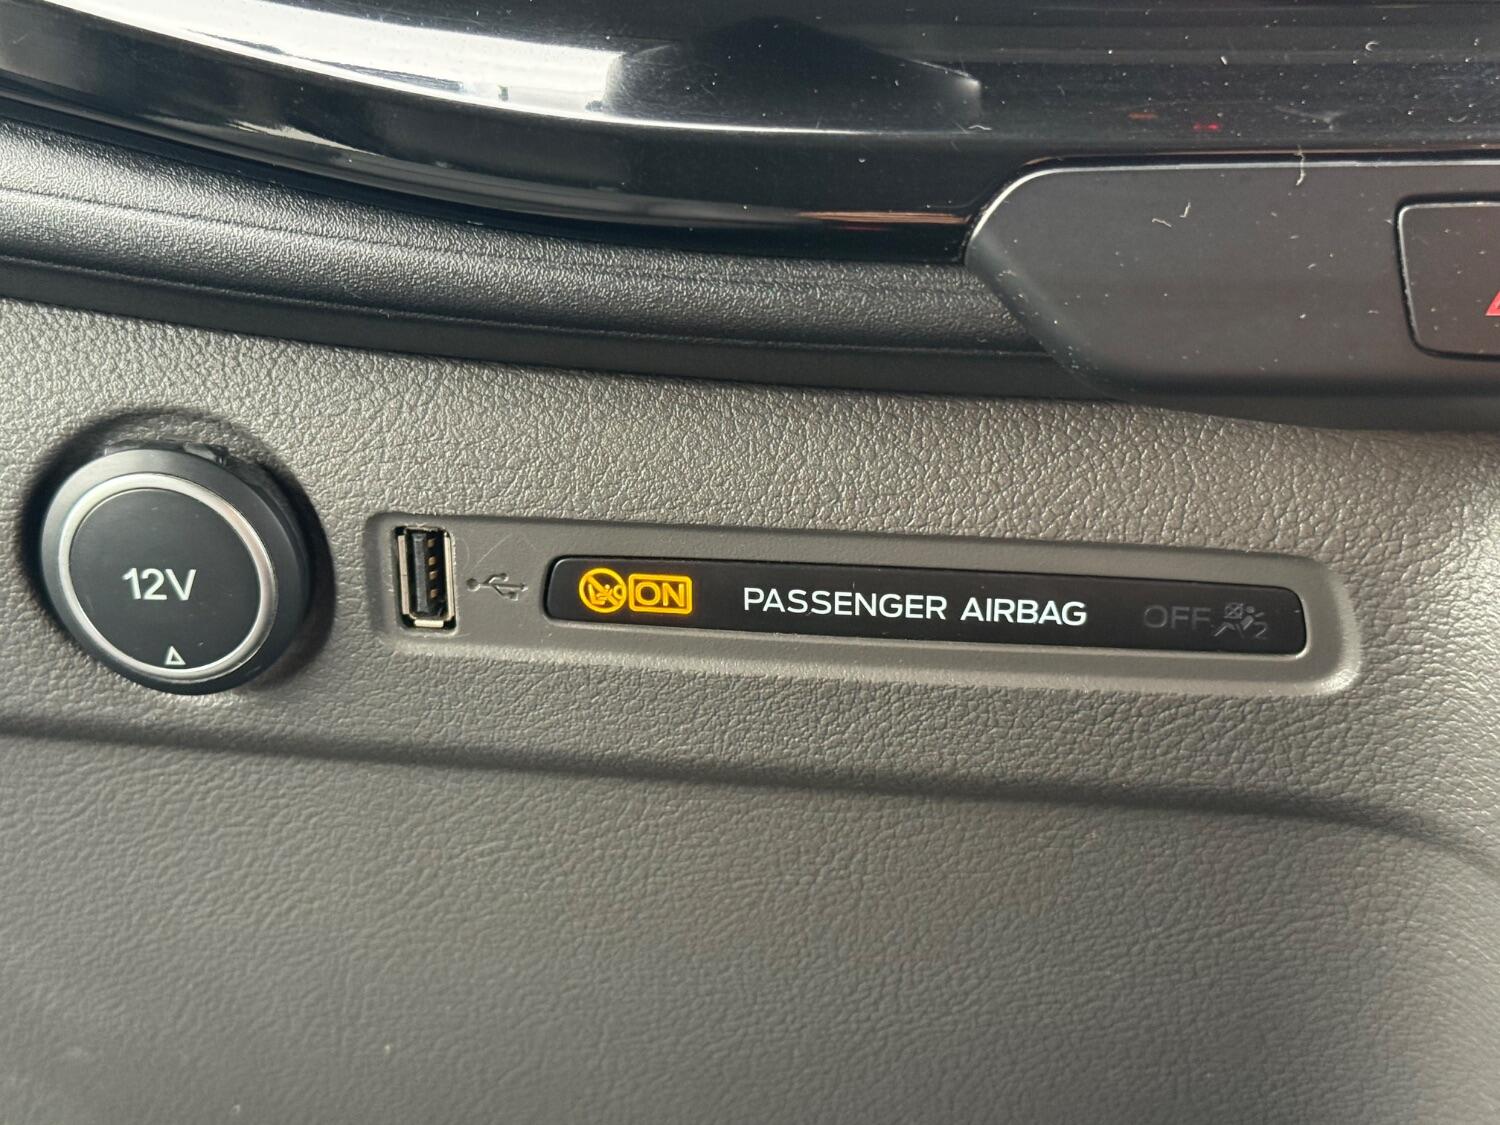 12V
ON PASSENGER AIRBAG OFF